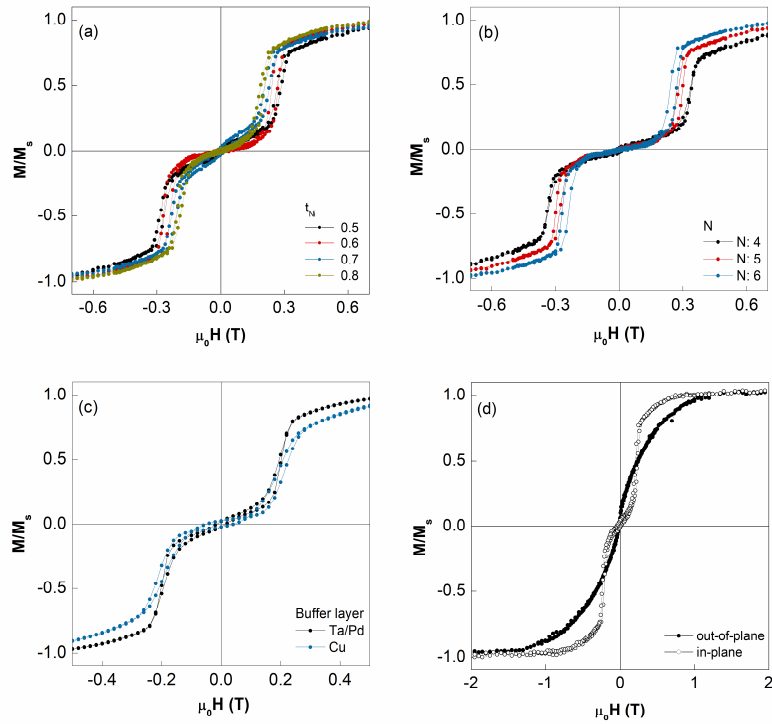 (a)
1.0
0.5
0.0
-0.5
-1.0
M/Ms
tNi
0.5
0.6
0.7
0.8
-0.6 -0.3 0.0 0.3 0.6
μ0H (T)
(b)
1.0
0.5
0.0
-0.5
-1.0
M/Ms
N
N: 4
N: 5
N: 6
-0.6 -0.3 0.0 0.3 0.6
μ0H (T)
(c)
1.0
0.5
0.0
-0.5
-1.0
M/Ms
Buffer layer
Ta/Pd
Cu
-0.4 -0.2 0.0 0.2 0.4
μ0H (T)
(d)
1.0
0.5
0.0
-0.5
-1.0
M/Ms
out-of-plane
in-plane
-2 -1 0 1 2
μ0H (T)